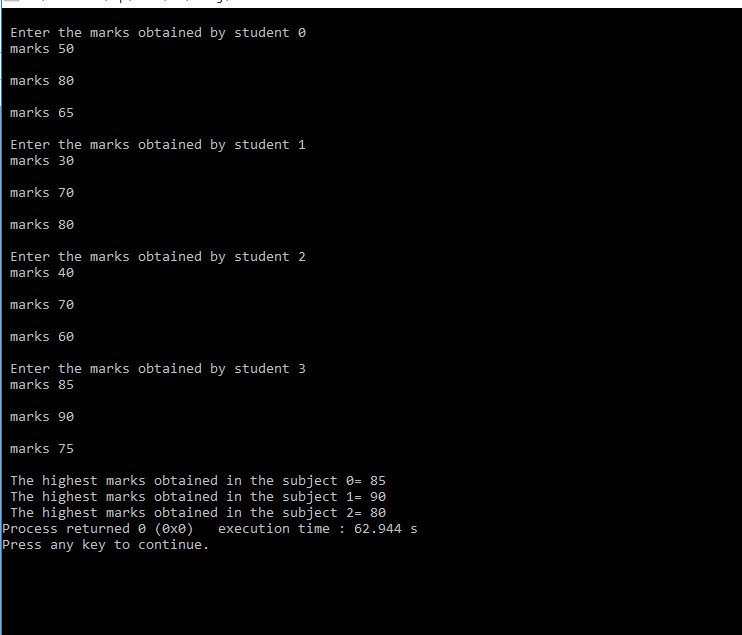 Enter the marks obtained by student 0
marks 50
marks 80
marks 65
Enter the marks obtained by student 1
marks 30
marks 70
marks 80
Enter the marks obtained by student 2
marks 40
marks 70
marks 60
Enter the marks obtained by student 3
marks 85
marks 90
marks 75
The highest marks obtained in the subject 0= 85
The highest marks obtained in the subject 1= 90
The highest marks obtained in the subject 2= 80
Process returned 0 (0x0)   execution time : 62.944 s
Press any key to continue.